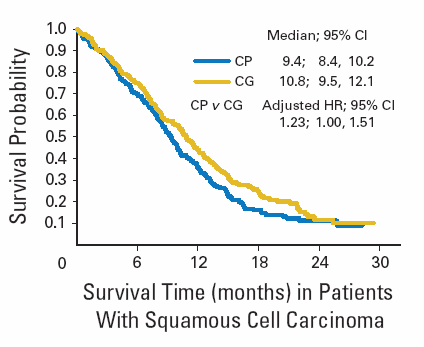 Survival Probability
1.0
0.9
0.8
0.7
0.6
0.5
0.4
0.3
0.2
0.1
Median; 95% CI
CP 9.4; 8.4, 10.2
CG 10.8; 9.5, 12.1
CP v CG Adjusted HR; 95% CI
1.23; 1.00, 1.51
0 6 12 18 24 30
Survival Time (months) in Patients
With Squamous Cell Carcinoma